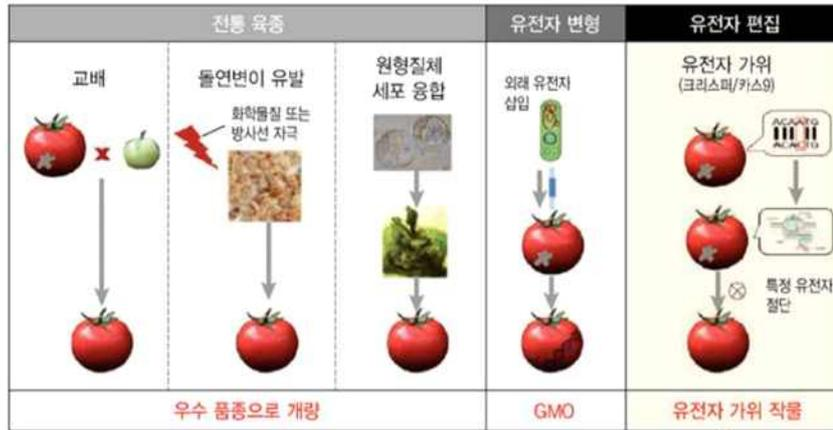 전통 육종
유전자 변형
유전자 편집
교배
돌연변이 유발
화학물질 또는
방사선 자극
원형질체
세포 융합
외래 유전자
삽입
유전자 가위
(크리스퍼/카스9)
ACAATG
ACACTG
특정 유전자
절단
우수 품종으로 개량
GMO
유전자 가위 작물